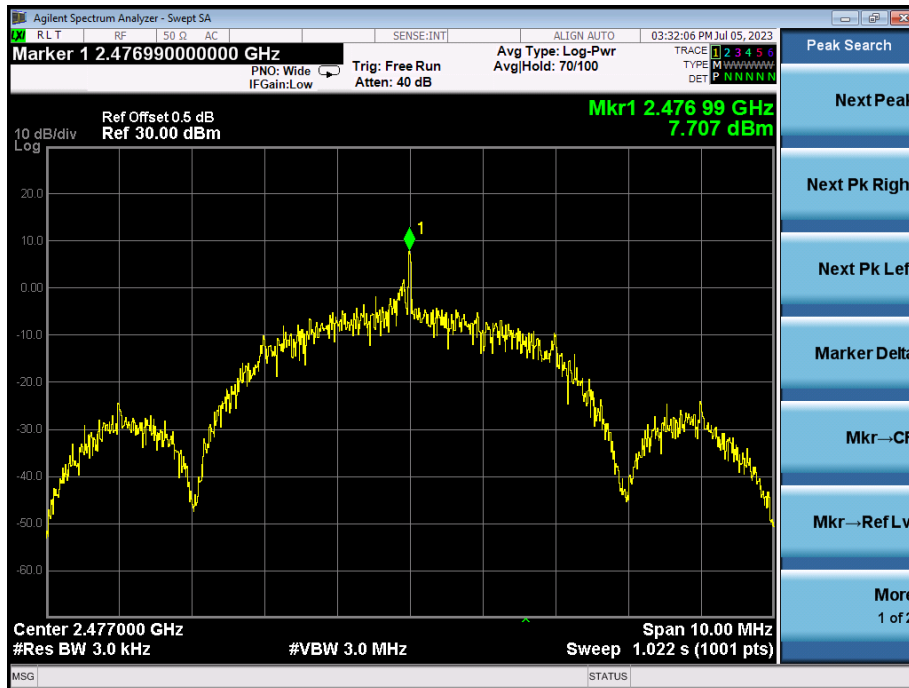 Agilent Spectrum Analyzer - Swept SA
LXI RL T RF 50 Ω AC SENSE:INT ALIGN AUTO 03:32:06 PM Jul 05, 2023
Marker 1 2.476990000000 GHz
PNO: Wide
IFGain:Low
Trig: Free Run
Atten: 40 dB
Avg Type: Log-Pwr
Avg|Hold: 70/100
TRACE 1 2 3 4 5 6
TYPE M WWWWW
DET P N N N N N
Mkr1 2.476 99 GHz
7.707 dBm
Ref Offset 0.5 dB
10 dB/div Ref 30.00 dBm
Log
20.0
10.0
0.00
-10.0
-20.0
-30.0
-40.0
-50.0
-60.0
1
Center 2.477000 GHz Span 10.00 MHz
#Res BW 3.0 kHz #VBW 3.0 MHz Sweep 1.022 s (1001 pts)
MSG STATUS
Peak Search
Next Peak
Next Pk Righ
Next Pk Lef
Marker Delta
Mkr→CF
Mkr→Ref Lv
More
1 of 2